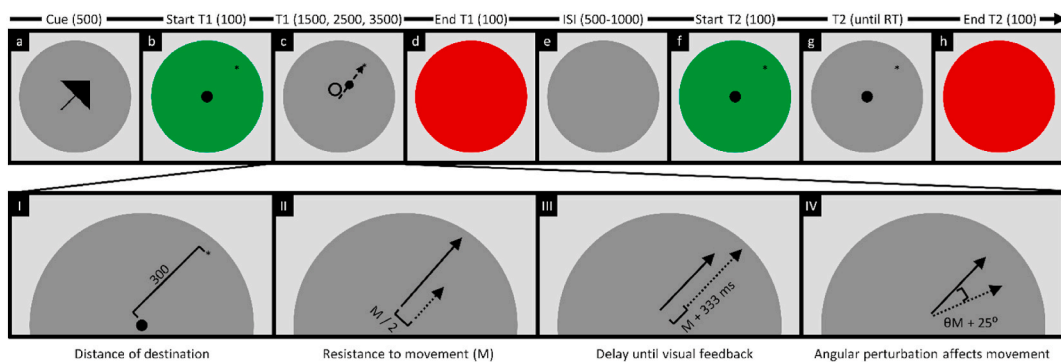 Cue (500) Start T1 (100) T1 (1500, 2500, 3500) End T1 (100) ISI (500-1000) Start T2 (100) T2 (until RT) End T2 (100)
a b c d e f g h
* * * *
I II III IV
300 *
M / 2
M + 333 ms
θM + 25º
Distance of destination Resistance to movement (M) Delay until visual feedback Angular perturbation affects movement